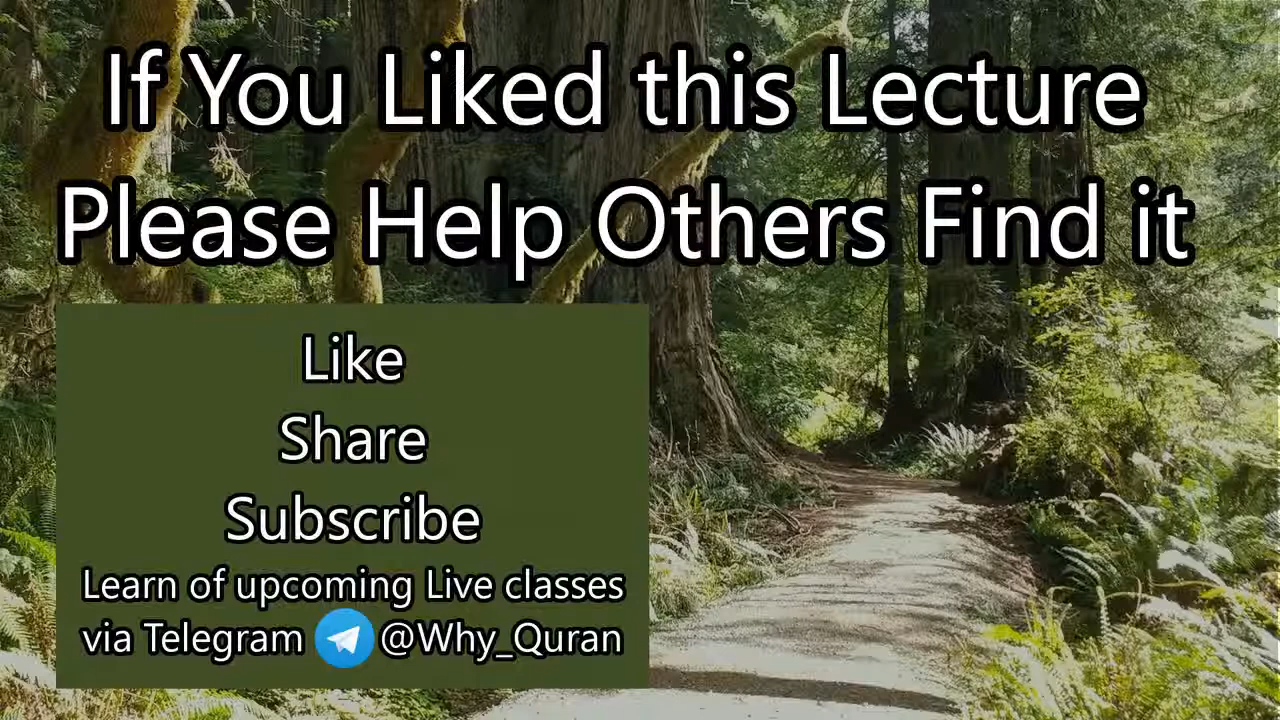 If You Liked this Lecture
Please Help Others Find it
Like
Share
Subscribe
Learn of upcoming Live classes
via Telegram @Why_Quran